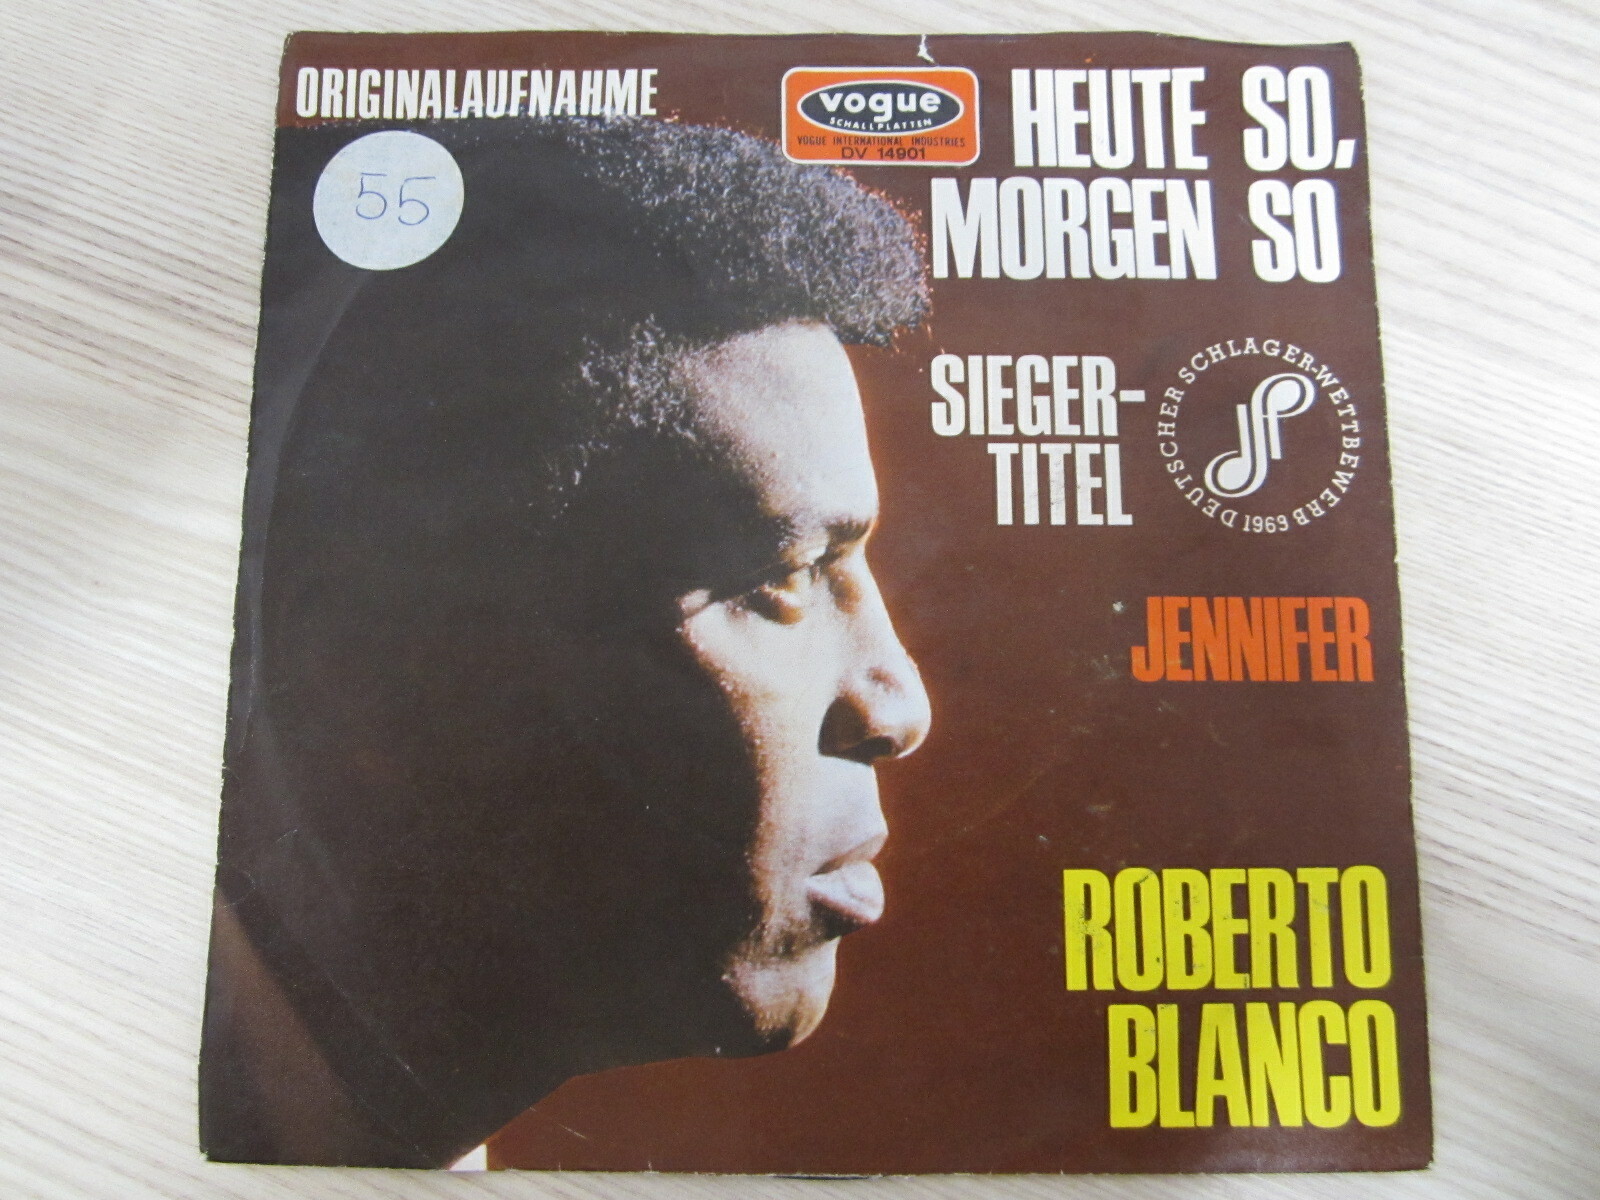 ORIGINALAUFNAHME
55
vogue
SCHALLPLATTEN
VOGUE INTERNATIONAL INDUSTRIES
DV 14901
HEUTE SO,
MORGEN SO
SIEGER-
TITEL
DEUTSCHER SCHLAGER-WETTBEWERB 1969
JENNIFER
ROBERTO
BLANCO